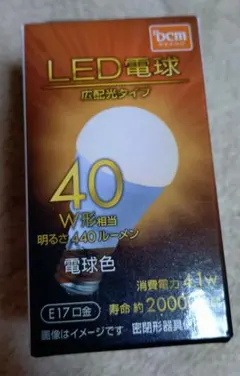 bcm
LED電球
広配光タイプ
40
W形相当
明るさ440ルーメン
電球色
消費電力 4.1W
E17口金
寿命 約2000
画像はイメージです
密閉形器具